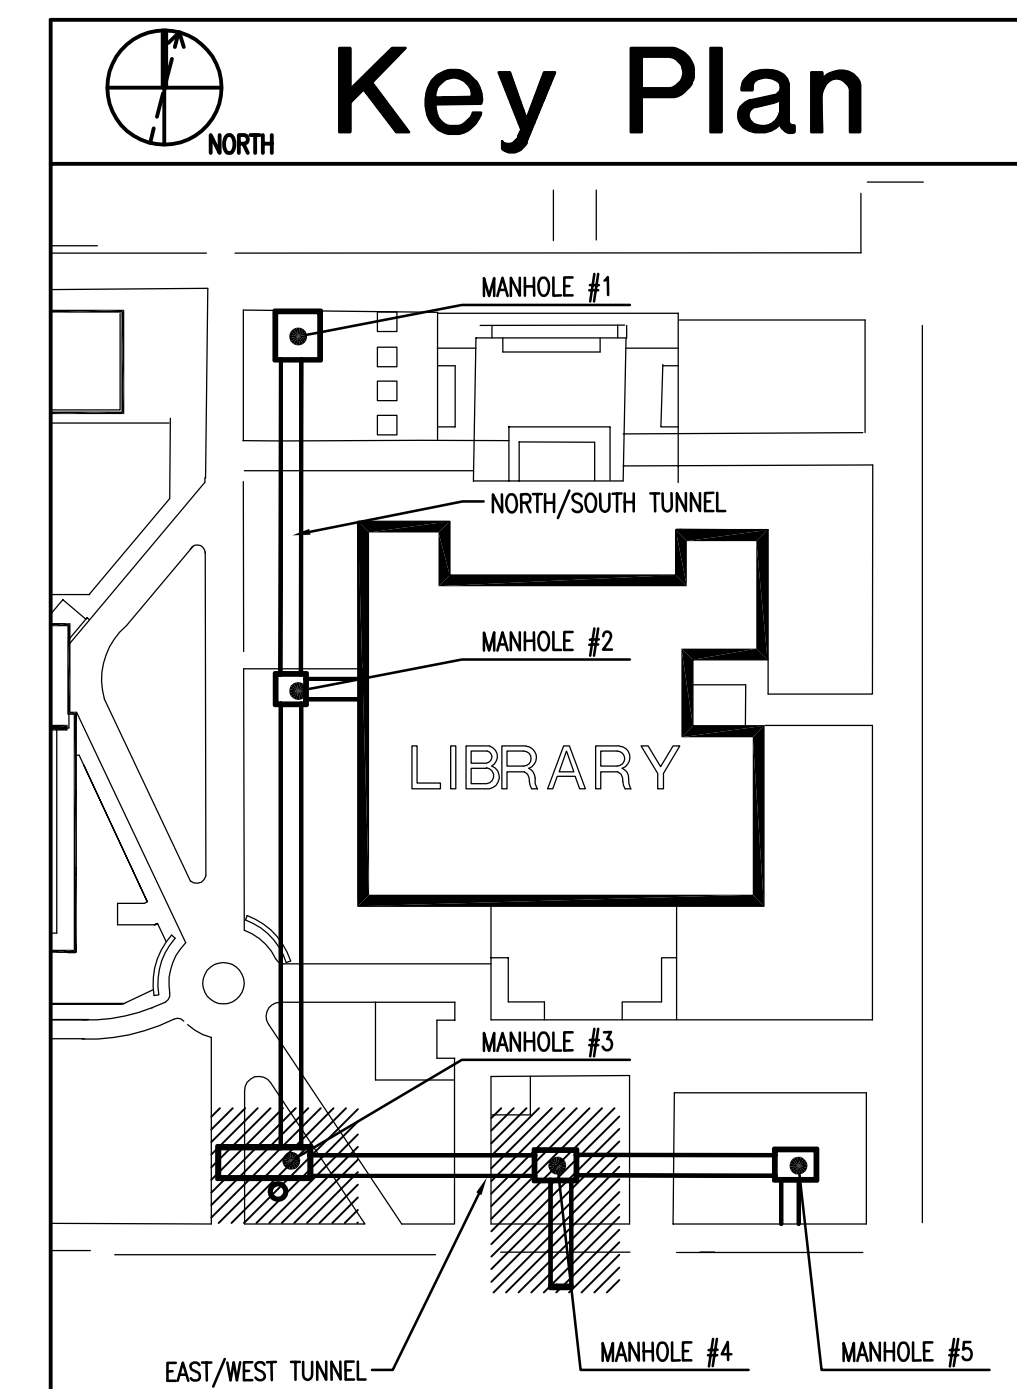 Key Plan
NORTH
MANHOLE #1
NORTH/SOUTH TUNNEL
MANHOLE #2
LIBRARY
MANHOLE #3
MANHOLE #4
MANHOLE #5
EAST/WEST TUNNEL